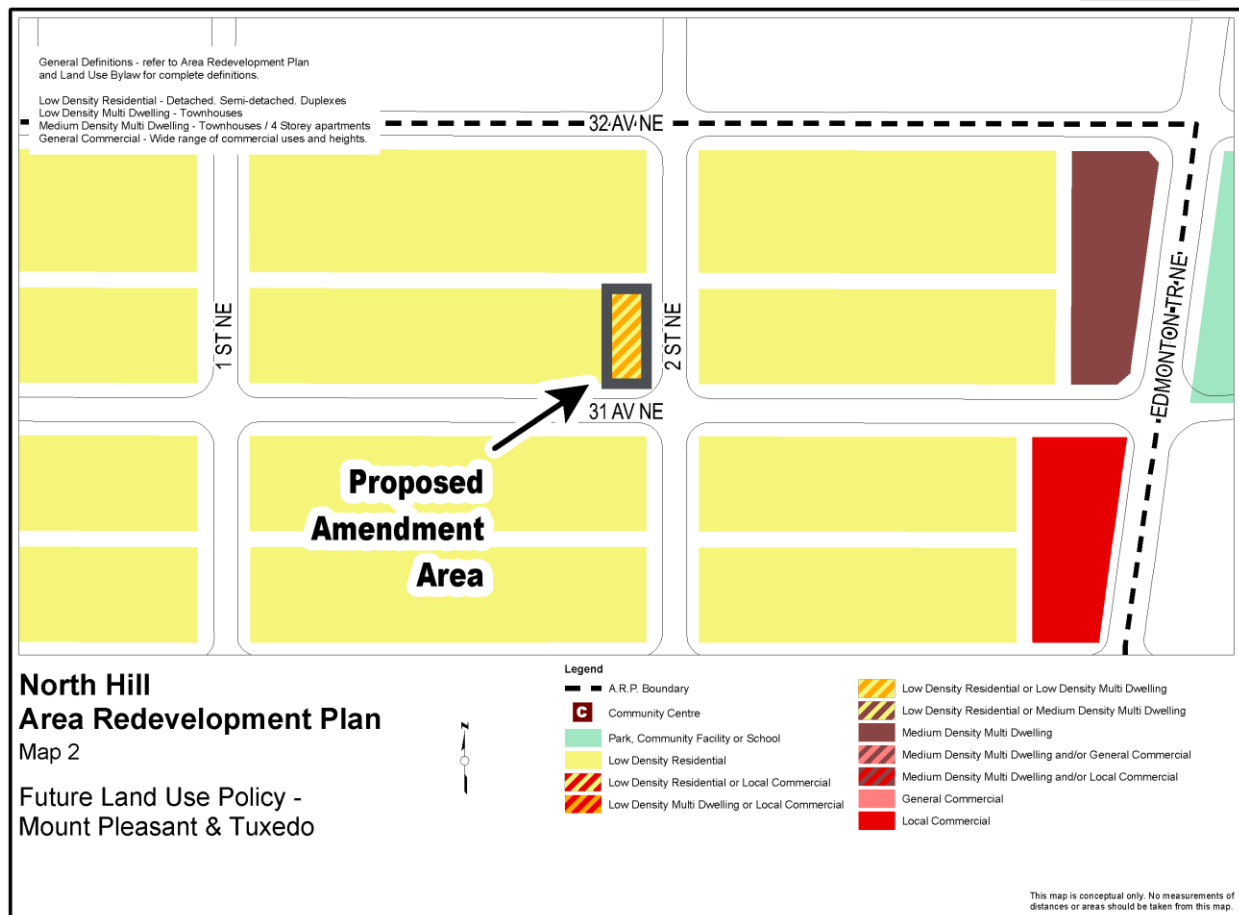 General Definitions - refer to Area Redevelopment Plan
and Land Use Bylaw for complete definitions.
Low Density Residential - Detached. Semi-detached. Duplexes
Low Density Multi Dwelling - Townhouses
Medium Density Multi Dwelling - Townhouses / 4 Storey apartments
General Commercial - Wide range of commercial uses and heights.
32 AV NE
1 ST NE
2 ST NE
EDMONTON TR NE
31 AV NE
Proposed
Amendment
Area
North Hill
Area Redevelopment Plan
Map 2
Future Land Use Policy -
Mount Pleasant & Tuxedo
N
Legend
A.R.P. Boundary
C Community Centre
Park, Community Facility or School
Low Density Residential
Low Density Residential or Local Commercial
Low Density Multi Dwelling or Local Commercial
Low Density Residential or Low Density Multi Dwelling
Low Density Residential or Medium Density Multi Dwelling
Medium Density Multi Dwelling
Medium Density Multi Dwelling and/or General Commercial
Medium Density Multi Dwelling and/or Local Commercial
General Commercial
Local Commercial
This map is conceptual only. No measurements of
distances or areas should be taken from this map.